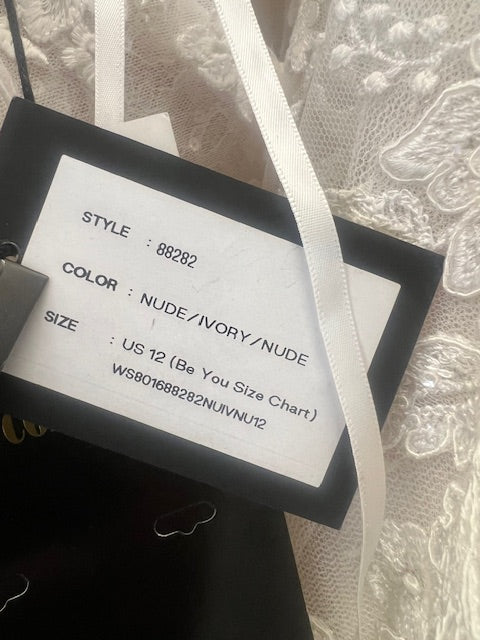 STYLE : 88282
COLOR : NUDE/IVORY/NUDE
SIZE : US 12 (Be You Size Chart)
WS801688282NUIVNU12